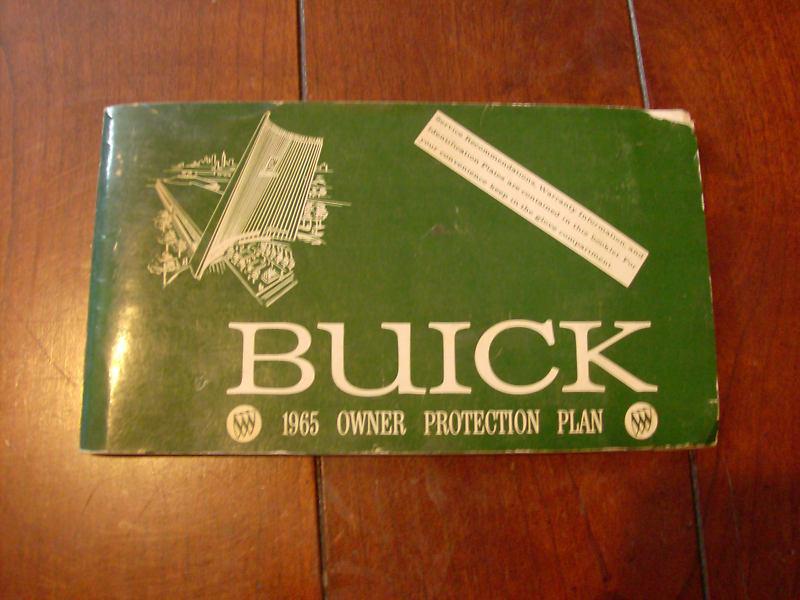 Service Recommendations, Warranty Information and
Identification Plates are contained in this booklet. For
your convenience keep in the glove compartment.
BUICK
1965 OWNER PROTECTION PLAN